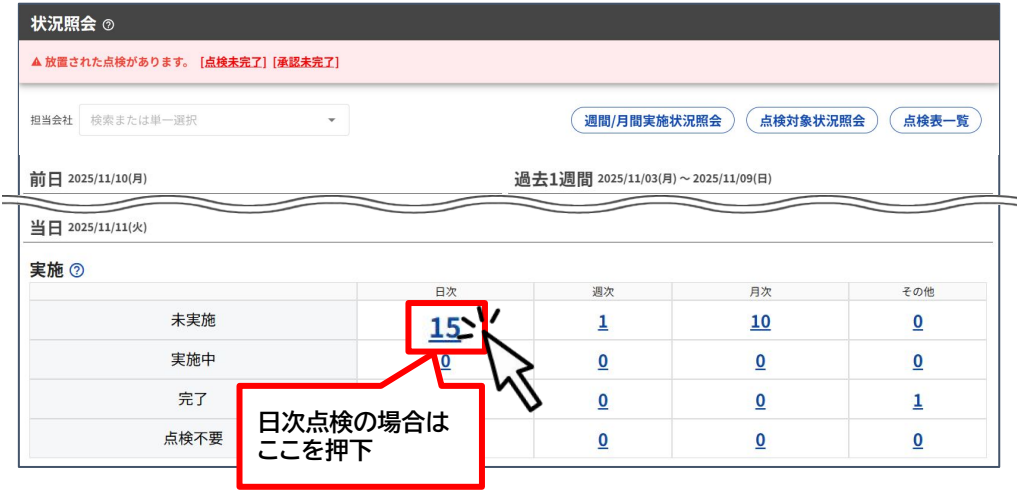 状況照会
放置された点検があります。 [点検未完了] [承認未完了]
担当会社 検索または単一選択 週間/月間実施状況照会 点検対象状況照会 点検表一覧
前日 2025/11/10(月) 過去1週間 2025/11/03(月) ~ 2025/11/09(日)
当日 2025/11/11(火)
実施
日次 週次 月次 その他
未実施 15 1 10 0
実施中 0 0 0 0
完了 0 0 1
点検不要 0 0 0
日次点検の場合は
ここを押下